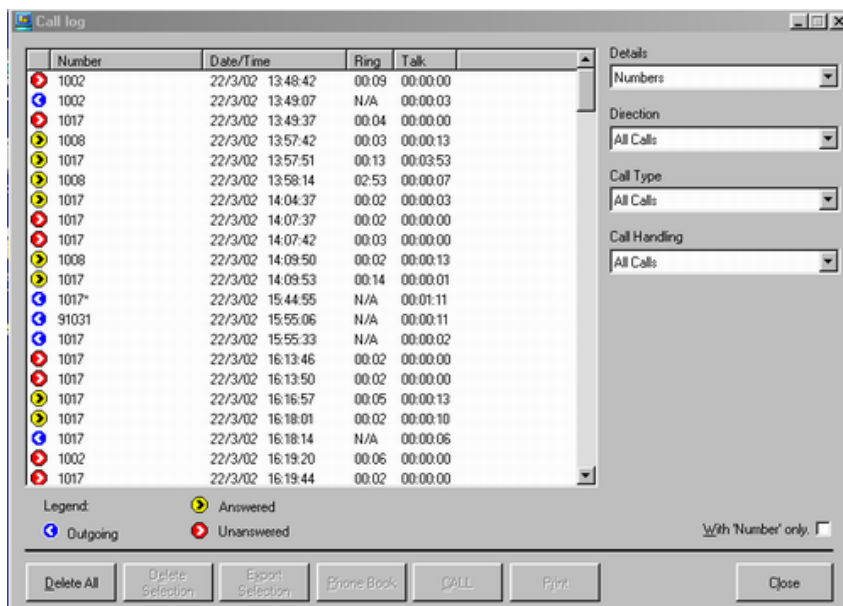 Call log
Number Date/Time Ring Talk
1002 22/3/02 13:48:42 00:09 00:00:00
1002 22/3/02 13:49:07 N/A 00:00:03
1017 22/3/02 13:49:37 00:04 00:00:00
1008 22/3/02 13:57:42 00:03 00:00:13
1017 22/3/02 13:57:51 00:13 00:03:53
1008 22/3/02 13:58:14 02:53 00:00:07
1017 22/3/02 14:04:37 00:02 00:00:03
1017 22/3/02 14:07:37 00:02 00:00:00
1017 22/3/02 14:07:42 00:03 00:00:00
1008 22/3/02 14:09:50 00:02 00:00:13
1017 22/3/02 14:09:53 00:14 00:00:01
1017* 22/3/02 15:44:55 N/A 00:01:11
91031 22/3/02 15:55:06 N/A 00:00:11
1017 22/3/02 15:55:33 N/A 00:00:02
1017 22/3/02 16:13:46 00:02 00:00:00
1017 22/3/02 16:13:50 00:02 00:00:00
1017 22/3/02 16:16:57 00:05 00:00:13
1017 22/3/02 16:18:01 00:02 00:00:10
1017 22/3/02 16:18:14 N/A 00:00:06
1002 22/3/02 16:19:20 00:06 00:00:00
1017 22/3/02 16:19:44 00:02 00:00:00
Details
Numbers
Direction
All Calls
Call Type
All Calls
Call Handling
All Calls
Legend:
Answered
Outgoing
Unanswered
With 'Number' only.
Delete All
Delete Selection
Export Selection
Phone Book
CALL
Print
Close